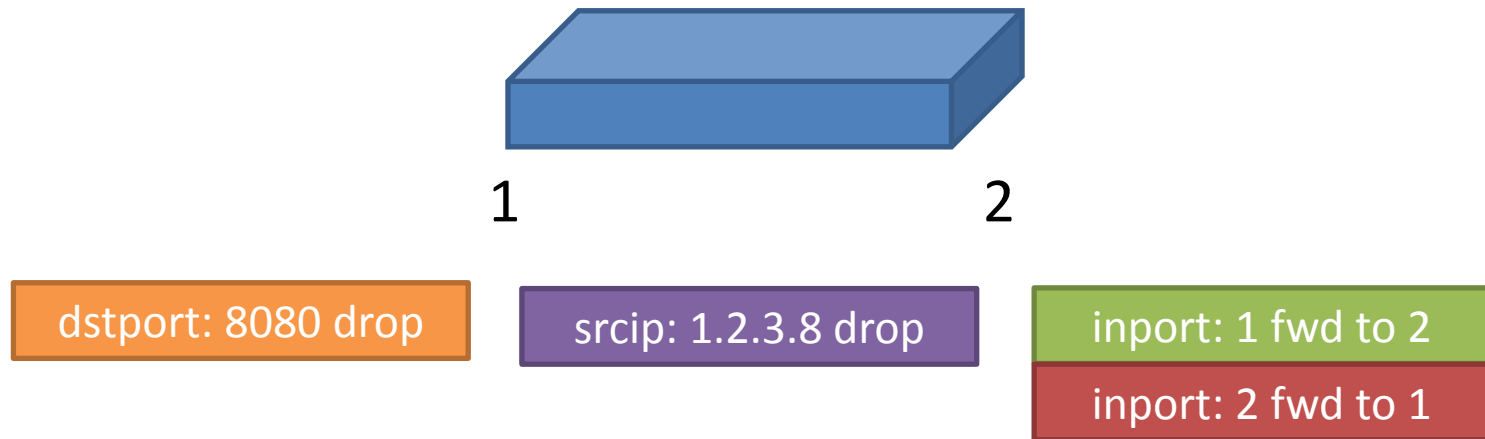 1
2
dstport: 8080 drop
srcip: 1.2.3.8 drop
inport: 1 fwd to 2
inport: 2 fwd to 1